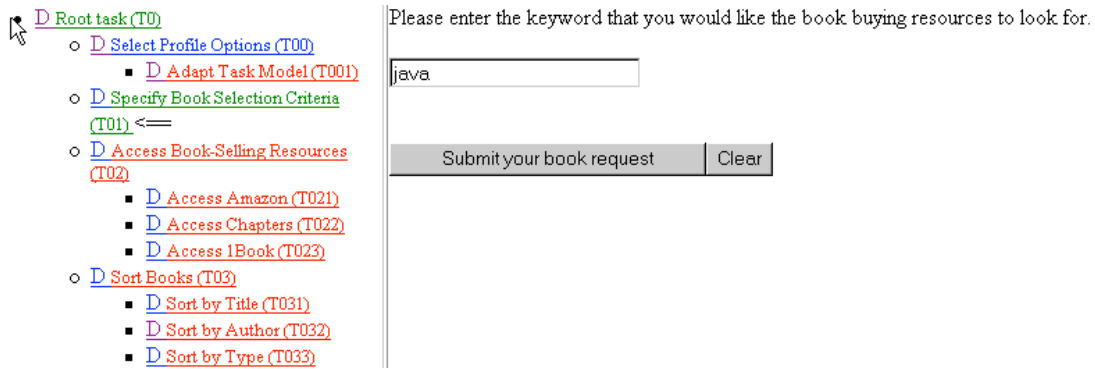 D Root task (T0)
D Select Profile Options (T00)
D Adapt Task Model (T001)
D Specify Book Selection Criteria
(T01) <==
D Access Book-Selling Resources
(T02)
D Access Amazon (T021)
D Access Chapters (T022)
D Access 1Book (T023)
D Sort Books (T03)
D Sort by Title (T031)
D Sort by Author (T032)
D Sort by Type (T033)
Please enter the keyword that you would like the book buying resources to look for.
java
Submit your book request
Clear